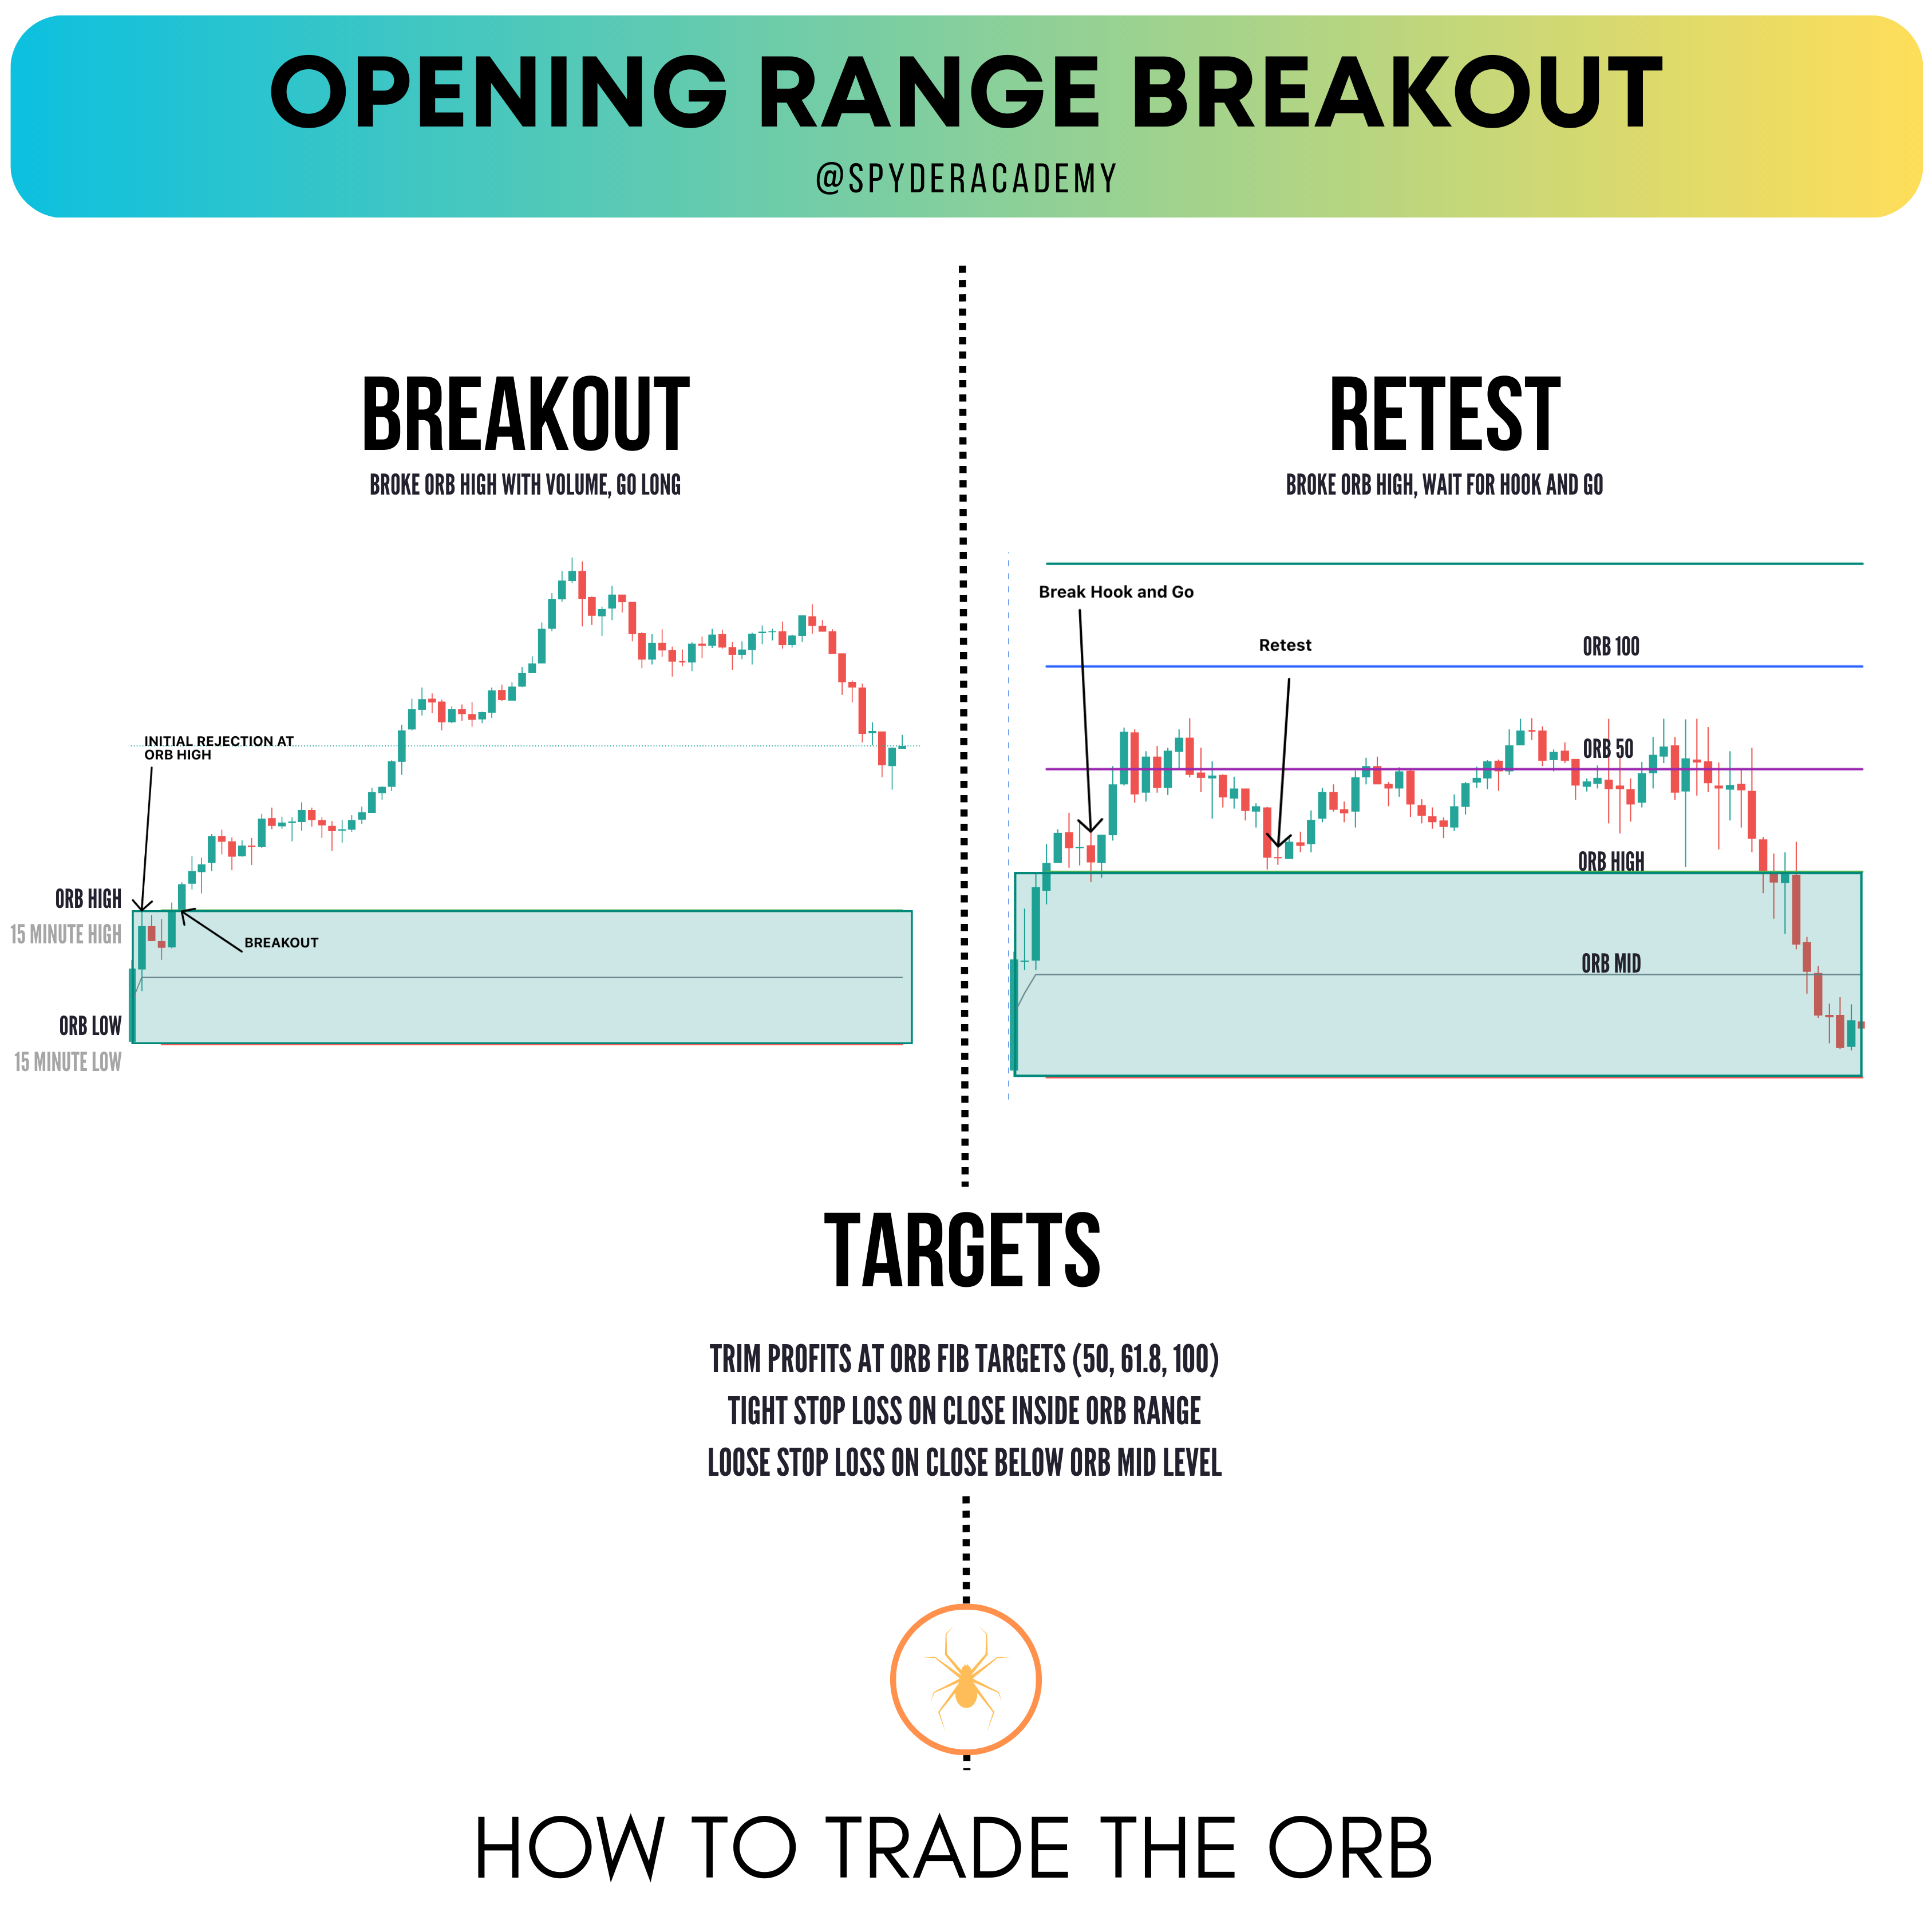 OPENING RANGE BREAKOUT
@SPYDERACADEMY
BREAKOUT
BROKE ORB HIGH WITH VOLUME, GO LONG
INITIAL REJECTION AT
ORB HIGH
ORB HIGH
15 MINUTE HIGH
BREAKOUT
ORB LOW
15 MINUTE LOW
RETEST
BROKE ORB HIGH, WAIT FOR HOOK AND GO
Break Hook and Go
Retest
ORB 100
ORB 50
ORB HIGH
ORB MID
TARGETS
TRIM PROFITS AT ORB FIB TARGETS (50, 61.8, 100)
TIGHT STOP LOSS ON CLOSE INSIDE ORB RANGE
LOOSE STOP LOSS ON CLOSE BELOW ORB MID LEVEL
HOW TO TRADE THE ORB